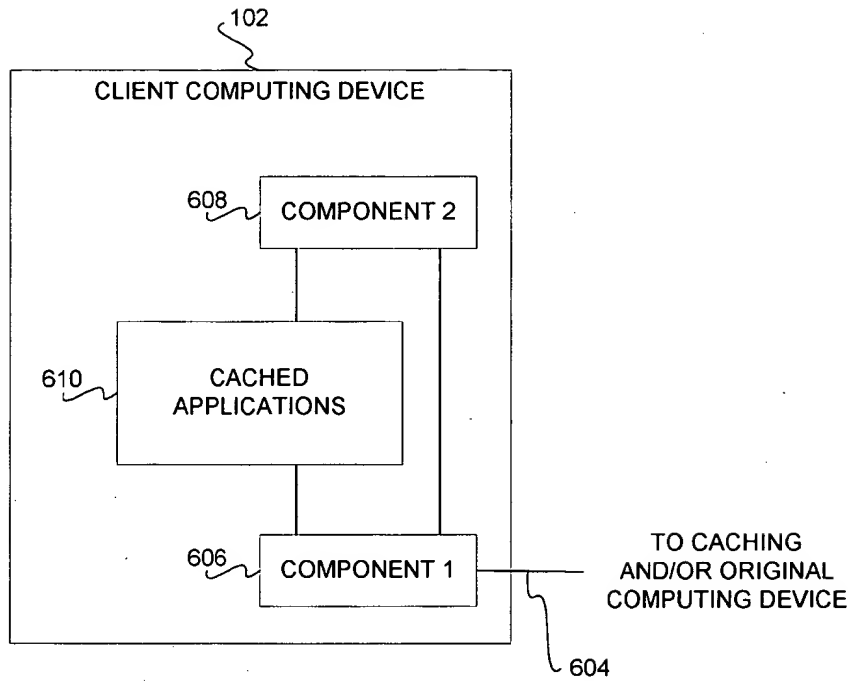 102
CLIENT COMPUTING DEVICE
608
COMPONENT 2
610
CACHED
APPLICATIONS
606
COMPONENT 1
TO CACHING
AND/OR ORIGINAL
COMPUTING DEVICE
604